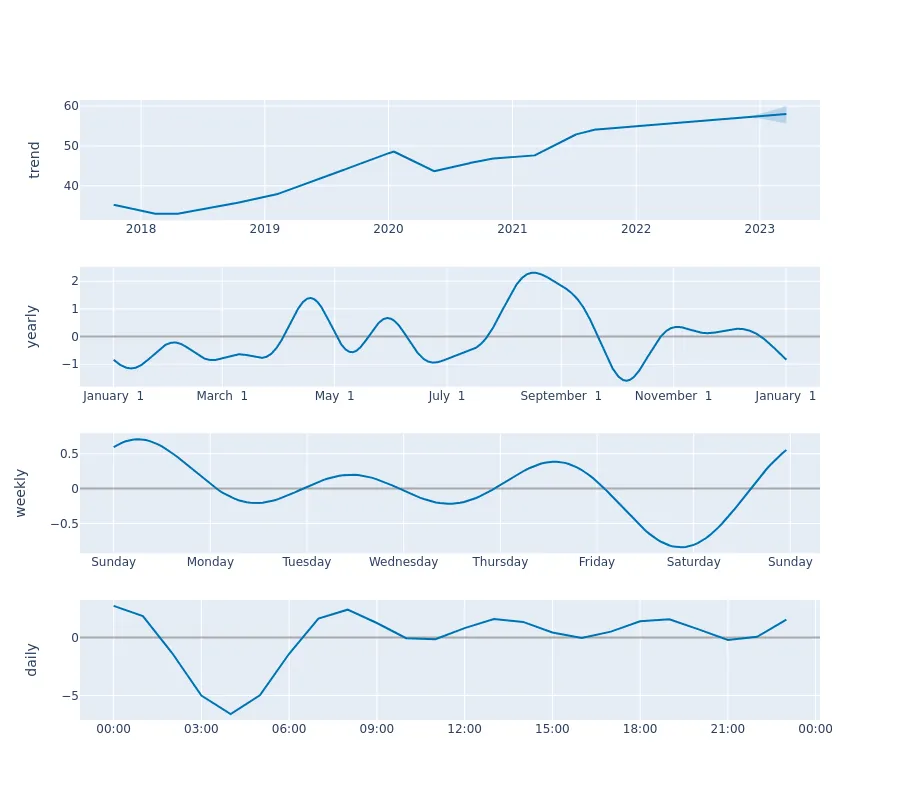 trend
60
50
40
2018 2019 2020 2021 2022 2023
yearly
2
1
0
−1
January 1 March 1 May 1 July 1 September 1 November 1 January 1
weekly
0.5
0
−0.5
Sunday Monday Tuesday Wednesday Thursday Friday Saturday Sunday
daily
0
−5
00:00 03:00 06:00 09:00 12:00 15:00 18:00 21:00 00:00